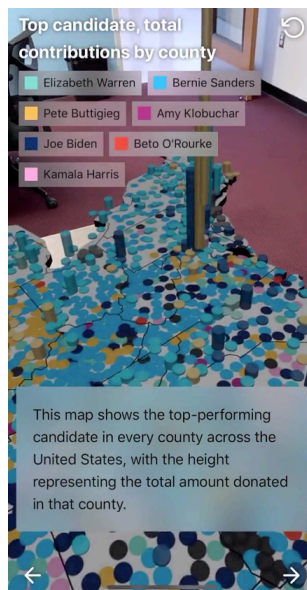 Top candidate, total
contributions by county
Elizabeth Warren
Bernie Sanders
Pete Buttigieg
Amy Klobuchar
Joe Biden
Beto O'Rourke
Kamala Harris
This map shows the top-performing
candidate in every county across the
United States, with the height
representing the total amount donated
in that county.